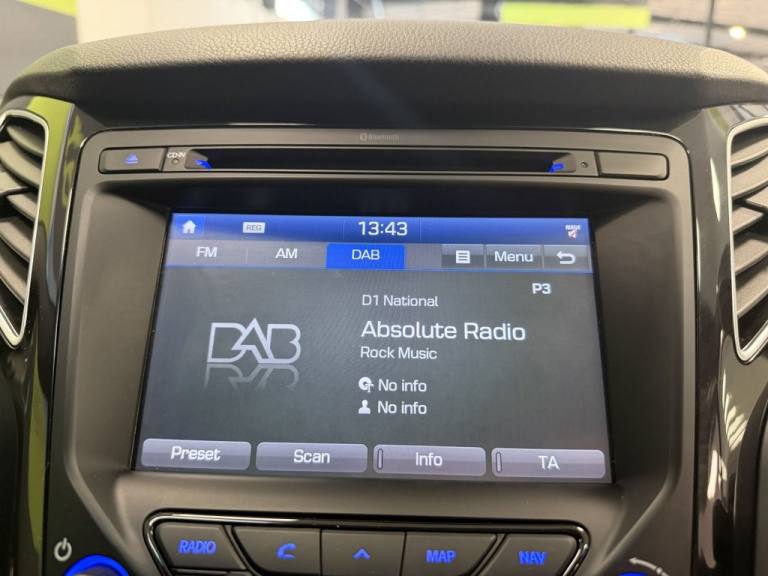 Bluetooth
CD-IN
REG 13:43
FM AM DAB Menu
P3
D1 National
DAB
Absolute Radio
Rock Music
No info
No info
Preset Scan Info TA
RADIO MAP NAV